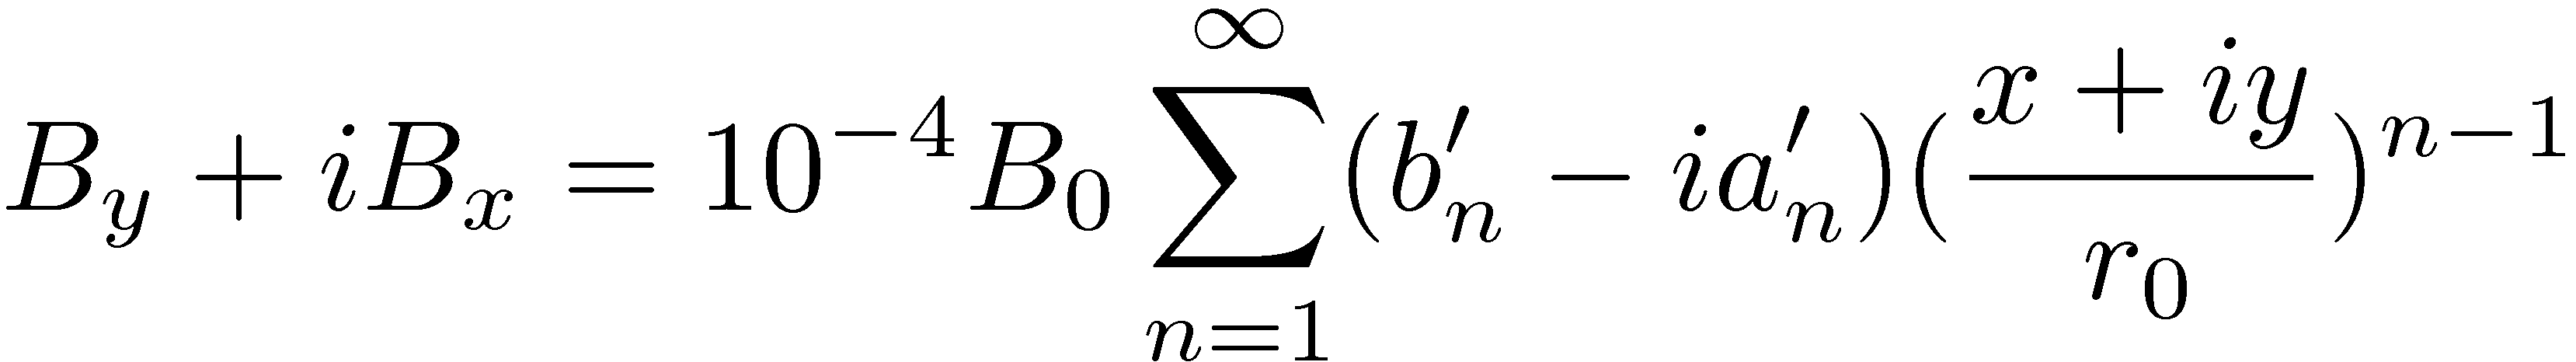 $B_y + iB_x = 10^{-4} B_0 \sum_{n=1}^{\infty} (b'_n - ia'_n)(\frac{x+iy}{r_0})^{n-1}$